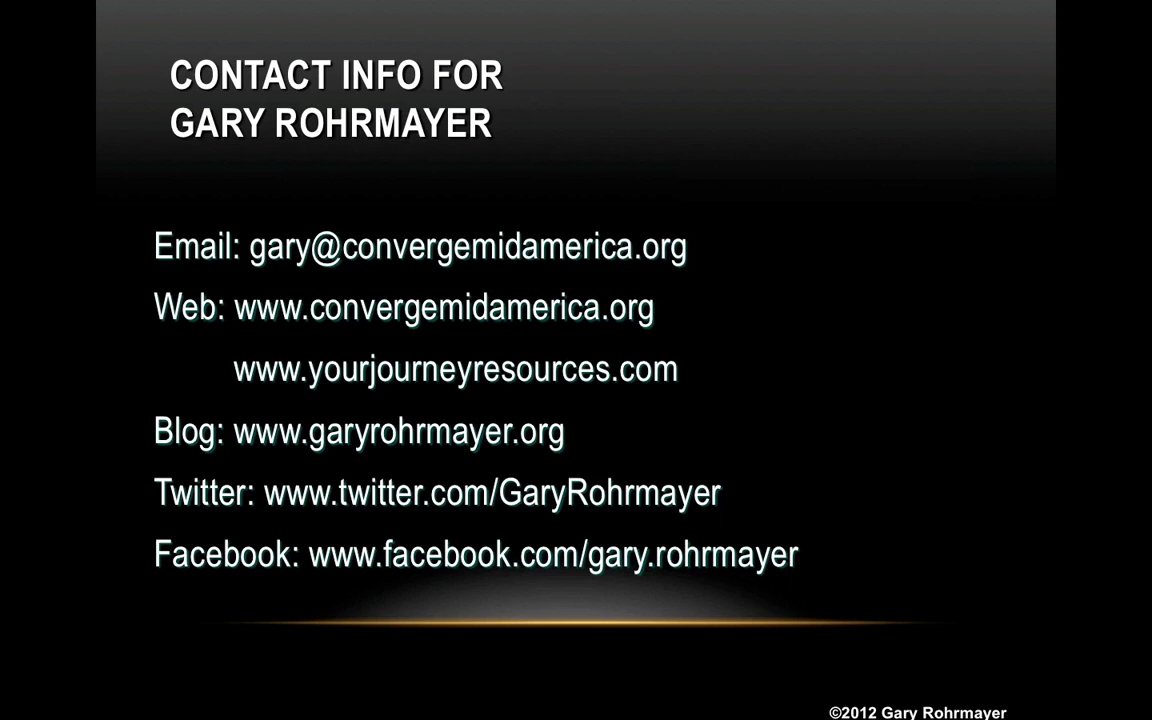 CONTACT INFO FOR
GARY ROHRMAYER
Email: gary@convergemidamerica.org
Web: www.convergemidamerica.org
www.yourjourneyresources.com
Blog: www.garyrohrmayer.org
Twitter: www.twitter.com/GaryRohrmayer
Facebook: www.facebook.com/gary.rohrmayer
©2012 Gary Rohrmayer